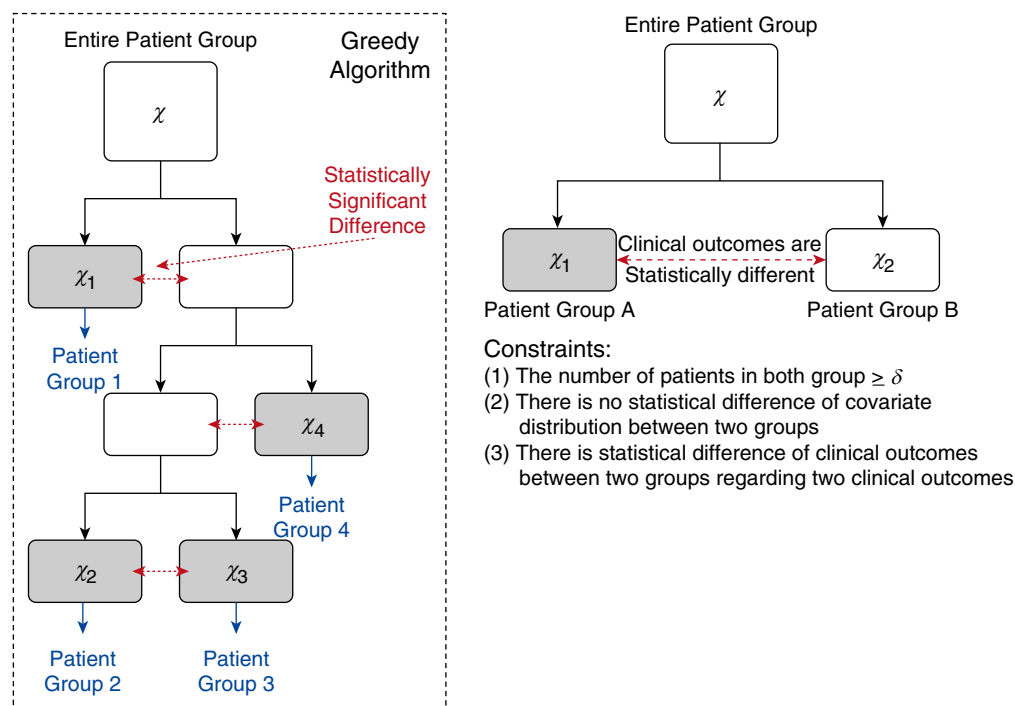 Entire Patient Group
Greedy
Algorithm
χ
Statistically
Significant
Difference
χ1
Patient
Group 1
χ4
Patient
Group 4
χ2
χ3
Patient
Group 2
Patient
Group 3
Entire Patient Group
χ
χ1
Clinical outcomes are
Statistically different
χ2
Patient Group A
Patient Group B
Constraints:
(1) The number of patients in both group ≥ δ
(2) There is no statistical difference of covariate
distribution between two groups
(3) There is statistical difference of clinical outcomes
between two groups regarding two clinical outcomes